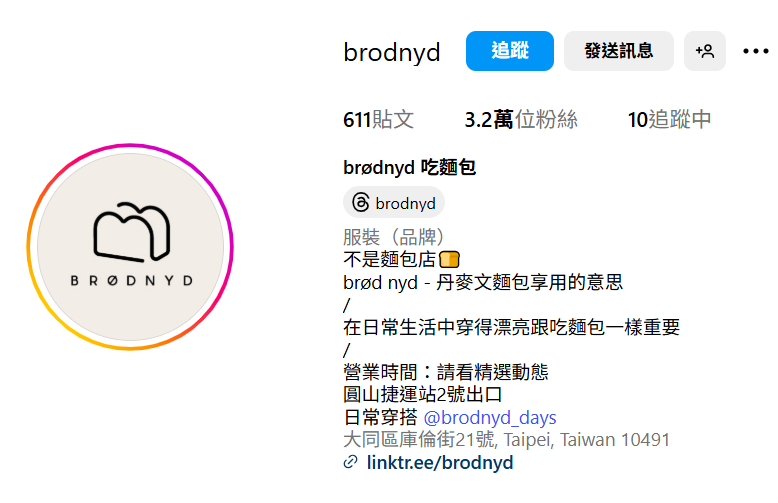 brodnyd 追蹤 發送訊息
611貼文 3.2萬位粉絲 10追蹤中
brødnyd 吃麵包
brodnyd
服裝（品牌）
不是麵包店🍞
brød nyd - 丹麥文麵包享用的意思
/
在日常生活中穿得漂亮跟吃麵包一樣重要
/
營業時間：請看精選動態
圓山捷運站2號出口
日常穿搭 @brodnyd_days
大同區庫倫街21號, Taipei, Taiwan 10491
linktr.ee/brodnyd
BRØDNYD